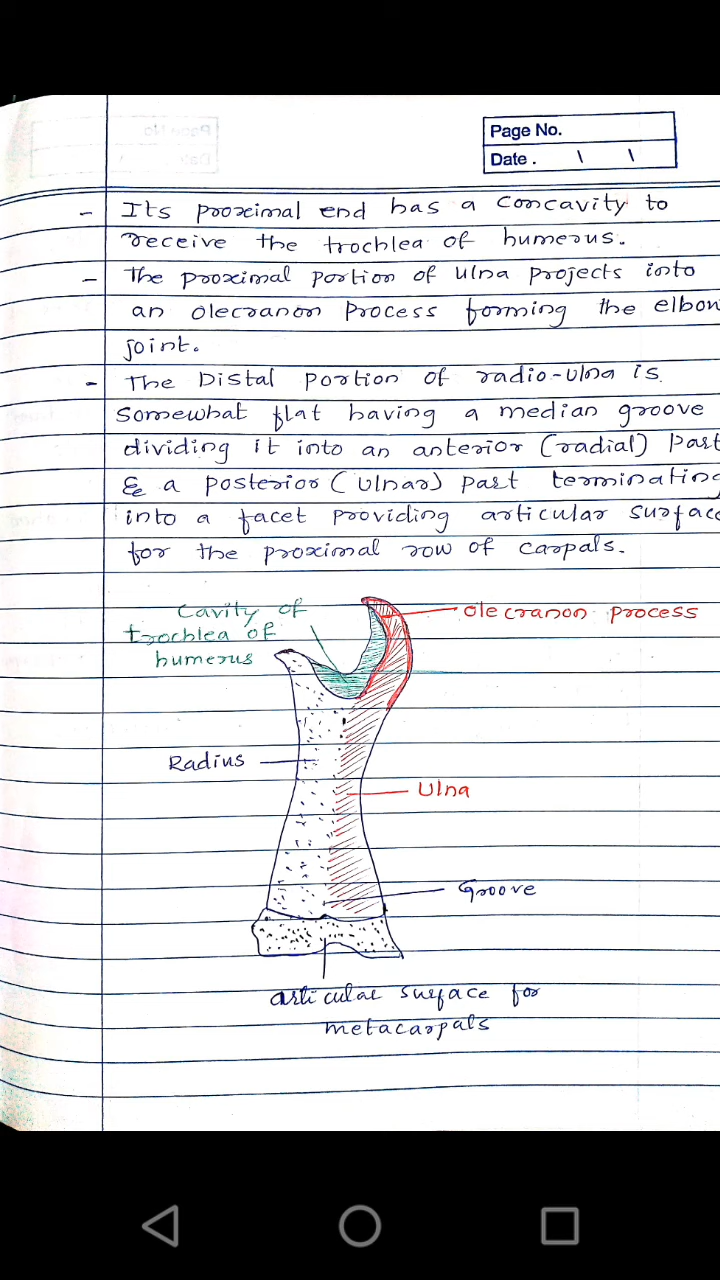 Page No.
Date . \ \
- Its proximal end has a concavity to
receive the trochlea of humerus.
- The proximal portion of ulna projects into
an olecranon process forming the elbow
joint.
- The Distal portion of radio-ulna is
somewhat flat having a median groove
dividing it into an anterior (radial) part
& a posterior (ulnar) part terminating
into a facet providing articular surface
for the proximal row of carpals.
Cavity of
trochlea of
humerus
olecranon process
Radius
Ulna
Groove
articular surface for
metacarpals